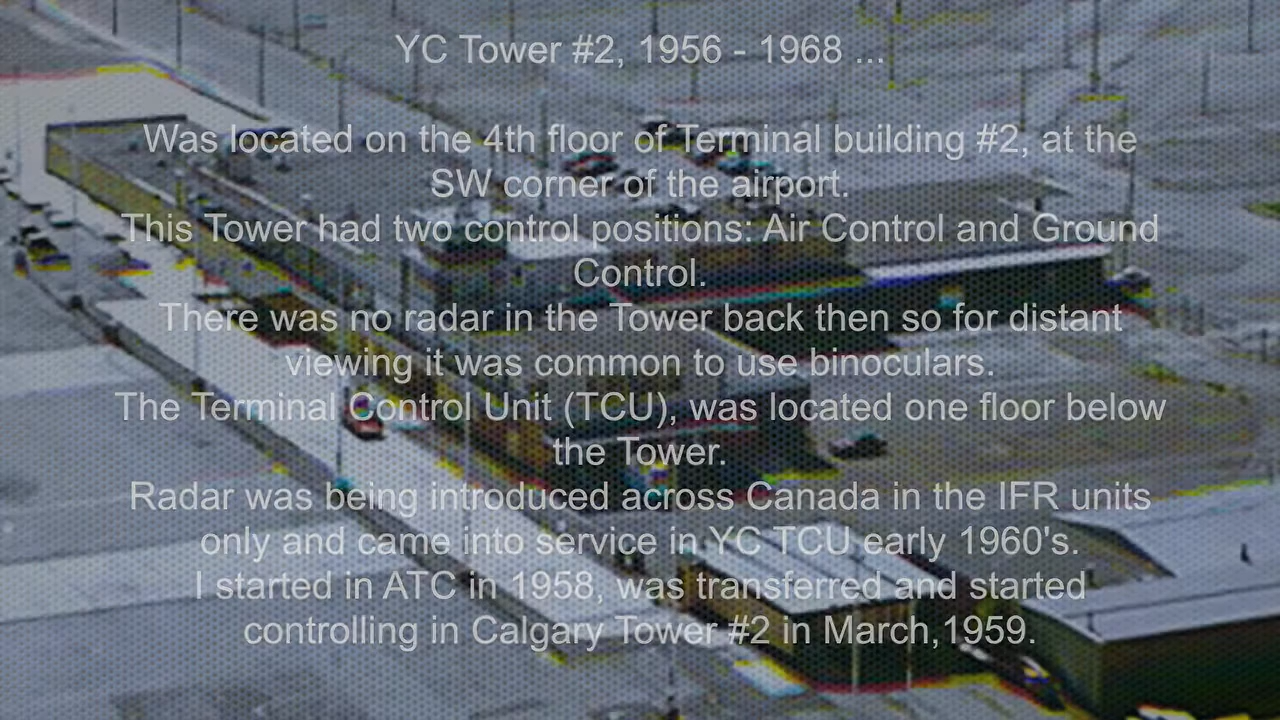 YC Tower #2, 1956 - 1968 ...
Was located on the 4th floor of Terminal building #2, at the
SW corner of the airport.
This Tower had two control positions: Air Control and Ground
Control.
There was no radar in the Tower back then so for distant
viewing it was common to use binoculars.
The Terminal Control Unit (TCU), was located one floor below
the Tower.
Radar was being introduced across Canada in the IFR units
only and came into service in YC TCU early 1960's.
I started in ATC in 1958, was transferred and started
controlling in Calgary Tower #2 in March,1959.